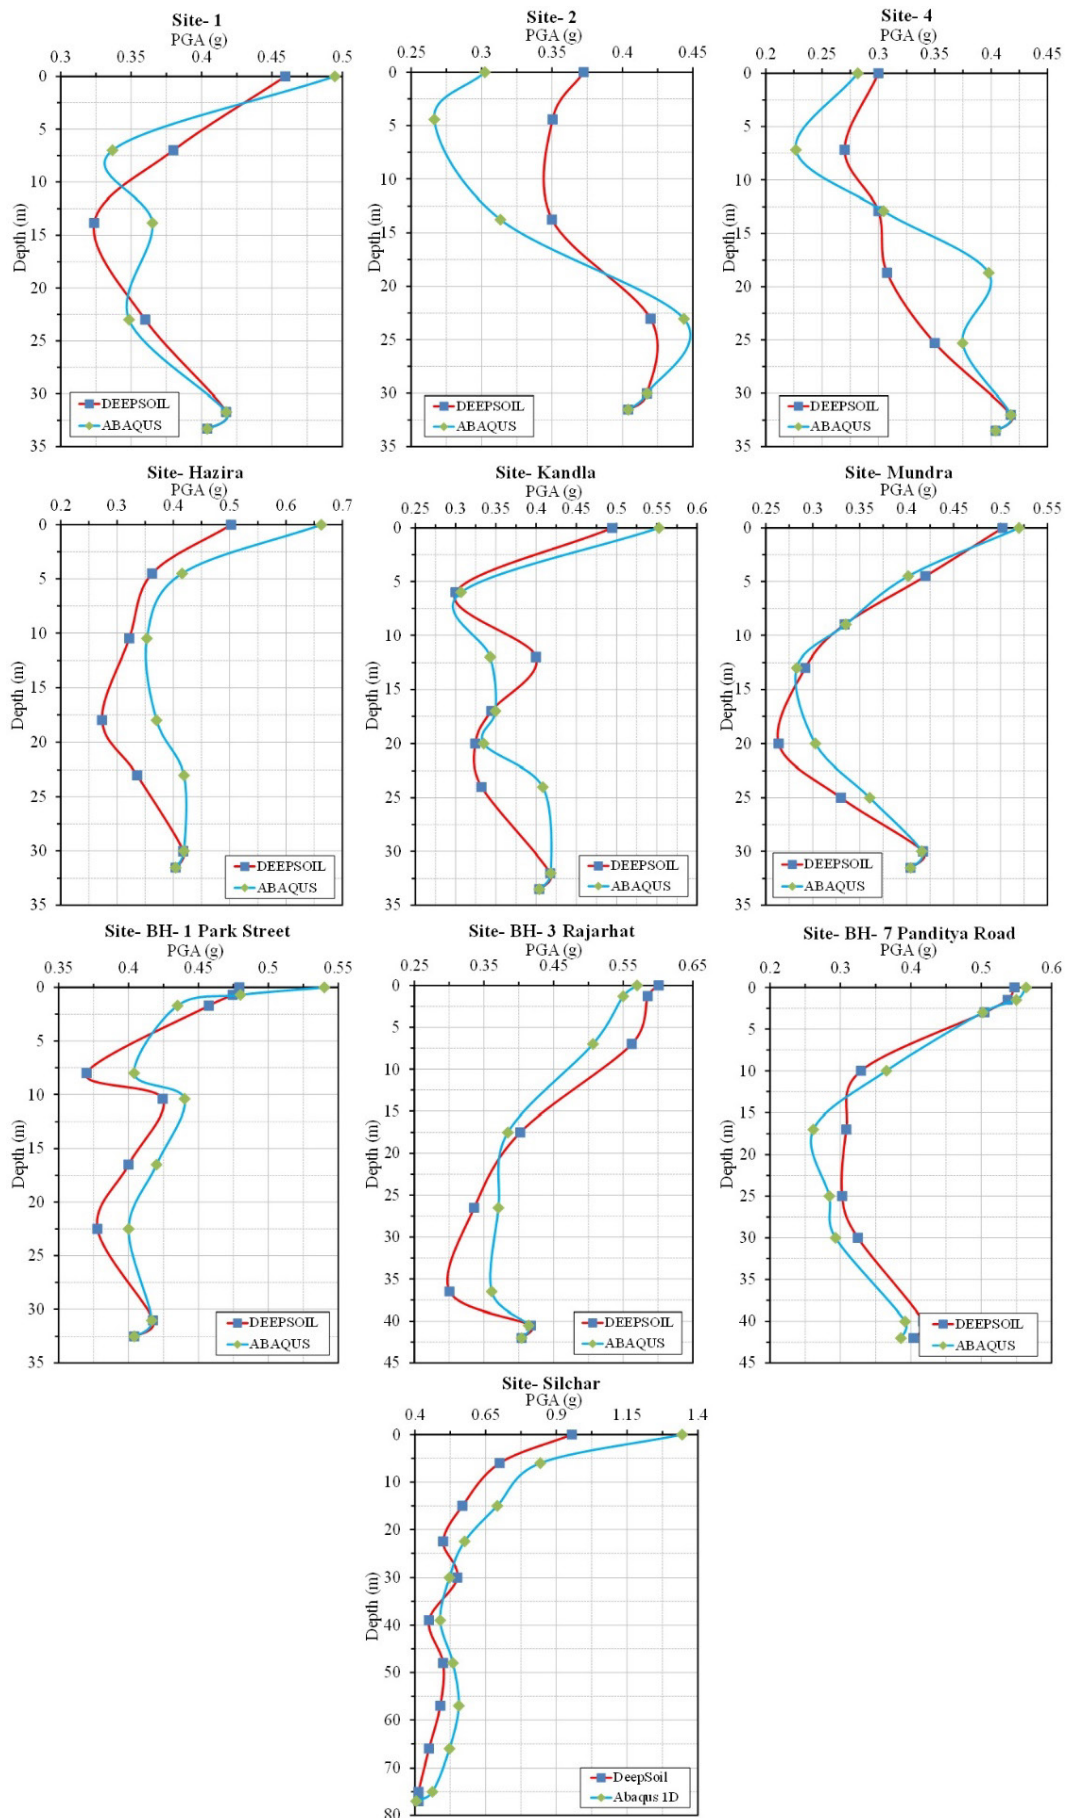 Site- 1
PGA (g)
0.3 0.35 0.4 0.45 0.5
0
5
10
15
20
25
30
35
Depth (m)
DEEPSOIL
ABAQUS
Site- 2
PGA (g)
0.25 0.3 0.35 0.4 0.45
0
5
10
15
20
25
30
35
Depth (m)
DEEPSOIL
ABAQUS
Site- 4
PGA (g)
0.2 0.25 0.3 0.35 0.4 0.45
0
5
10
15
20
25
30
35
Depth (m)
DEEPSOIL
ABAQUS
Site- Hazira
PGA (g)
0.2 0.3 0.4 0.5 0.6 0.7
0
5
10
15
20
25
30
35
Depth (m)
DEEPSOIL
ABAQUS
Site- Kandla
PGA (g)
0.25 0.3 0.35 0.4 0.45 0.5 0.55 0.6
0
5
10
15
20
25
30
35
Depth (m)
DEEPSOIL
ABAQUS
Site- Mundra
PGA (g)
0.25 0.3 0.35 0.4 0.45 0.5 0.55
0
5
10
15
20
25
30
35
Depth (m)
DEEPSOIL
ABAQUS
Site- BH- 1 Park Street
PGA (g)
0.35 0.4 0.45 0.5 0.55
0
5
10
15
20
25
30
35
Depth (m)
DEEPSOIL
ABAQUS
Site- BH- 3 Rajarhat
PGA (g)
0.25 0.35 0.45 0.55 0.65
0
5
10
15
20
25
30
35
40
45
Depth (m)
DEEPSOIL
ABAQUS
Site- BH- 7 Panditya Road
PGA (g)
0.2 0.3 0.4 0.5 0.6
0
5
10
15
20
25
30
35
40
45
Depth (m)
DEEPSOIL
ABAQUS
Site- Silchar
PGA (g)
0.4 0.65 0.9 1.15 1.4
0
10
20
30
40
50
60
70
80
Depth (m)
DeepSoil
Abaqus 1D